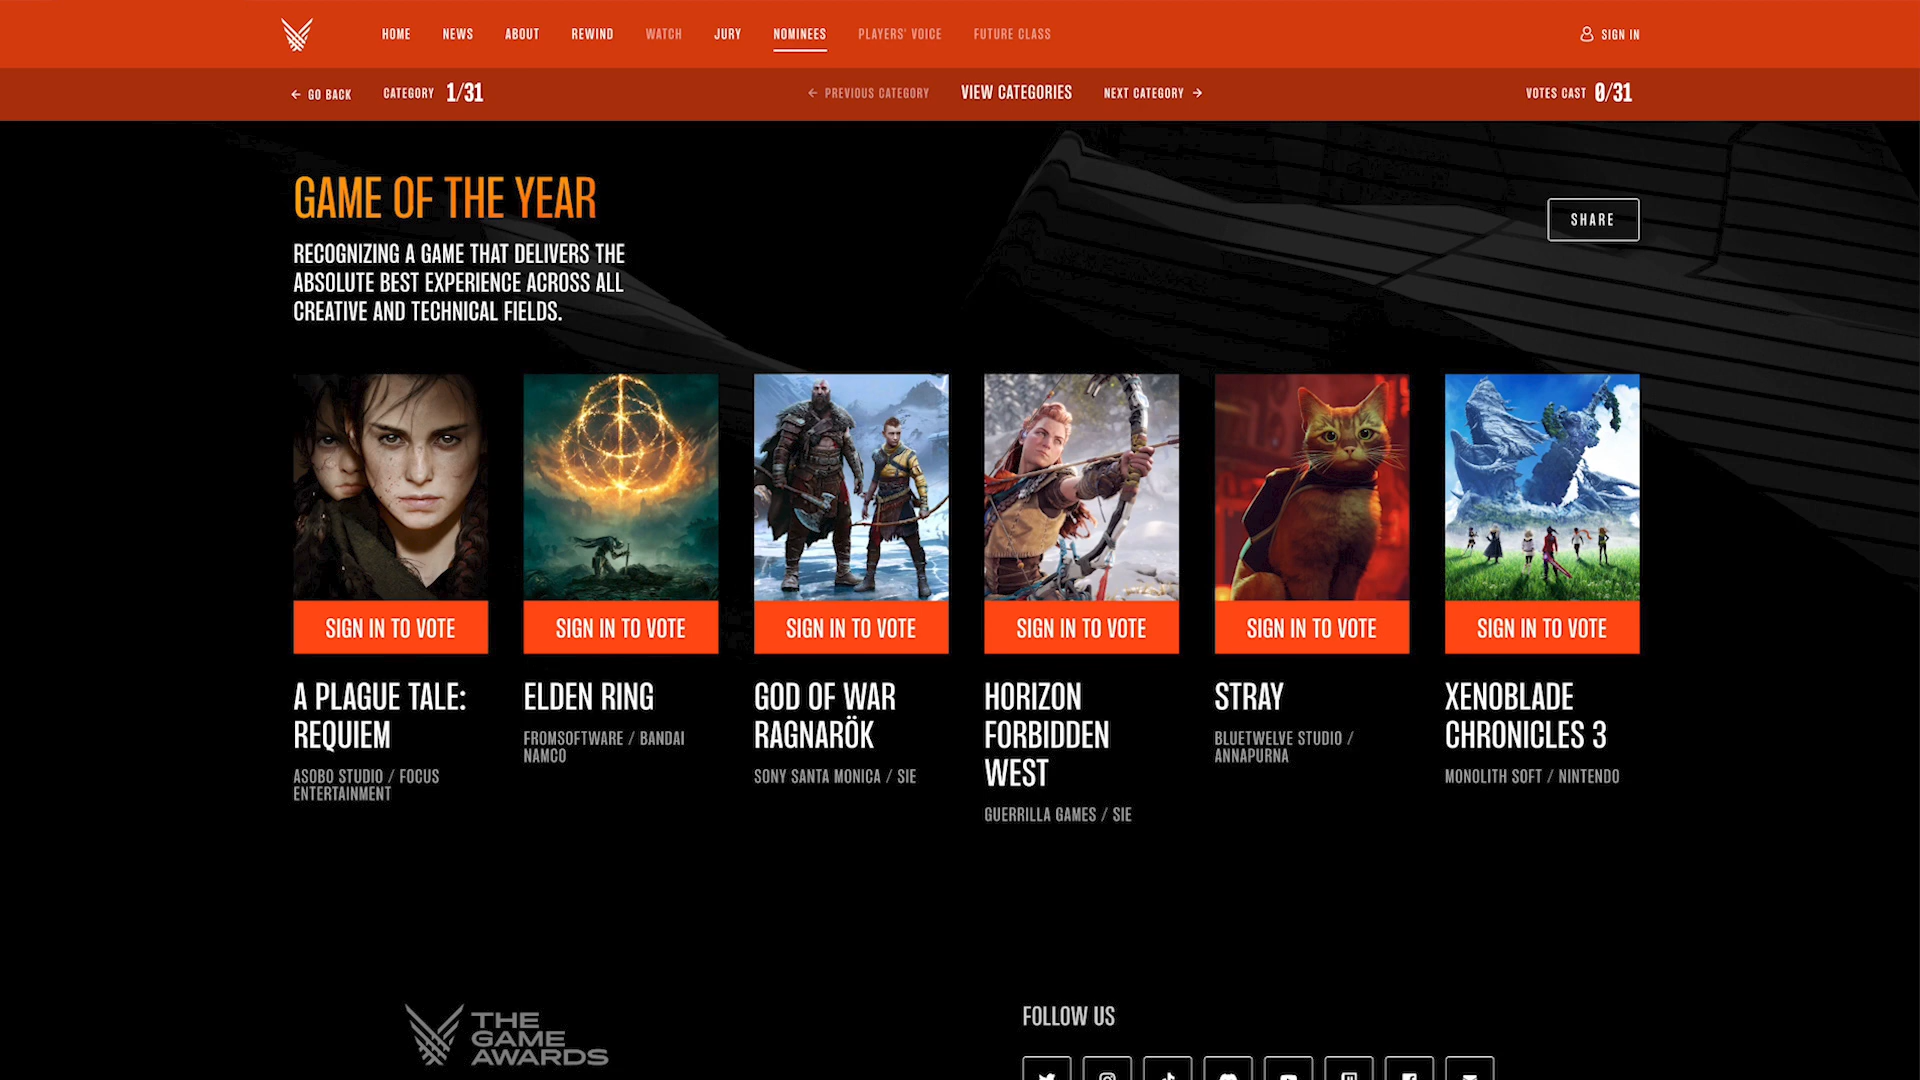 HOME NEWS ABOUT REWIND WATCH JURY NOMINEES PLAYERS' VOICE FUTURE CLASS SIGN IN
← GO BACK CATEGORY 1/31 ← PREVIOUS CATEGORY VIEW CATEGORIES NEXT CATEGORY → VOTES CAST 0/31
GAME OF THE YEAR
SHARE
RECOGNIZING A GAME THAT DELIVERS THE
ABSOLUTE BEST EXPERIENCE ACROSS ALL
CREATIVE AND TECHNICAL FIELDS.
SIGN IN TO VOTE
A PLAGUE TALE:
REQUIEM
ASOBO STUDIO / FOCUS
ENTERTAINMENT
SIGN IN TO VOTE
ELDEN RING
FROMSOFTWARE / BANDAI
NAMCO
SIGN IN TO VOTE
GOD OF WAR
RAGNARÖK
SONY SANTA MONICA / SIE
SIGN IN TO VOTE
HORIZON
FORBIDDEN
WEST
GUERRILLA GAMES / SIE
SIGN IN TO VOTE
STRAY
BLUETWELVE STUDIO /
ANNAPURNA
SIGN IN TO VOTE
XENOBLADE
CHRONICLES 3
MONOLITH SOFT / NINTENDO
THE
GAME
AWARDS
FOLLOW US